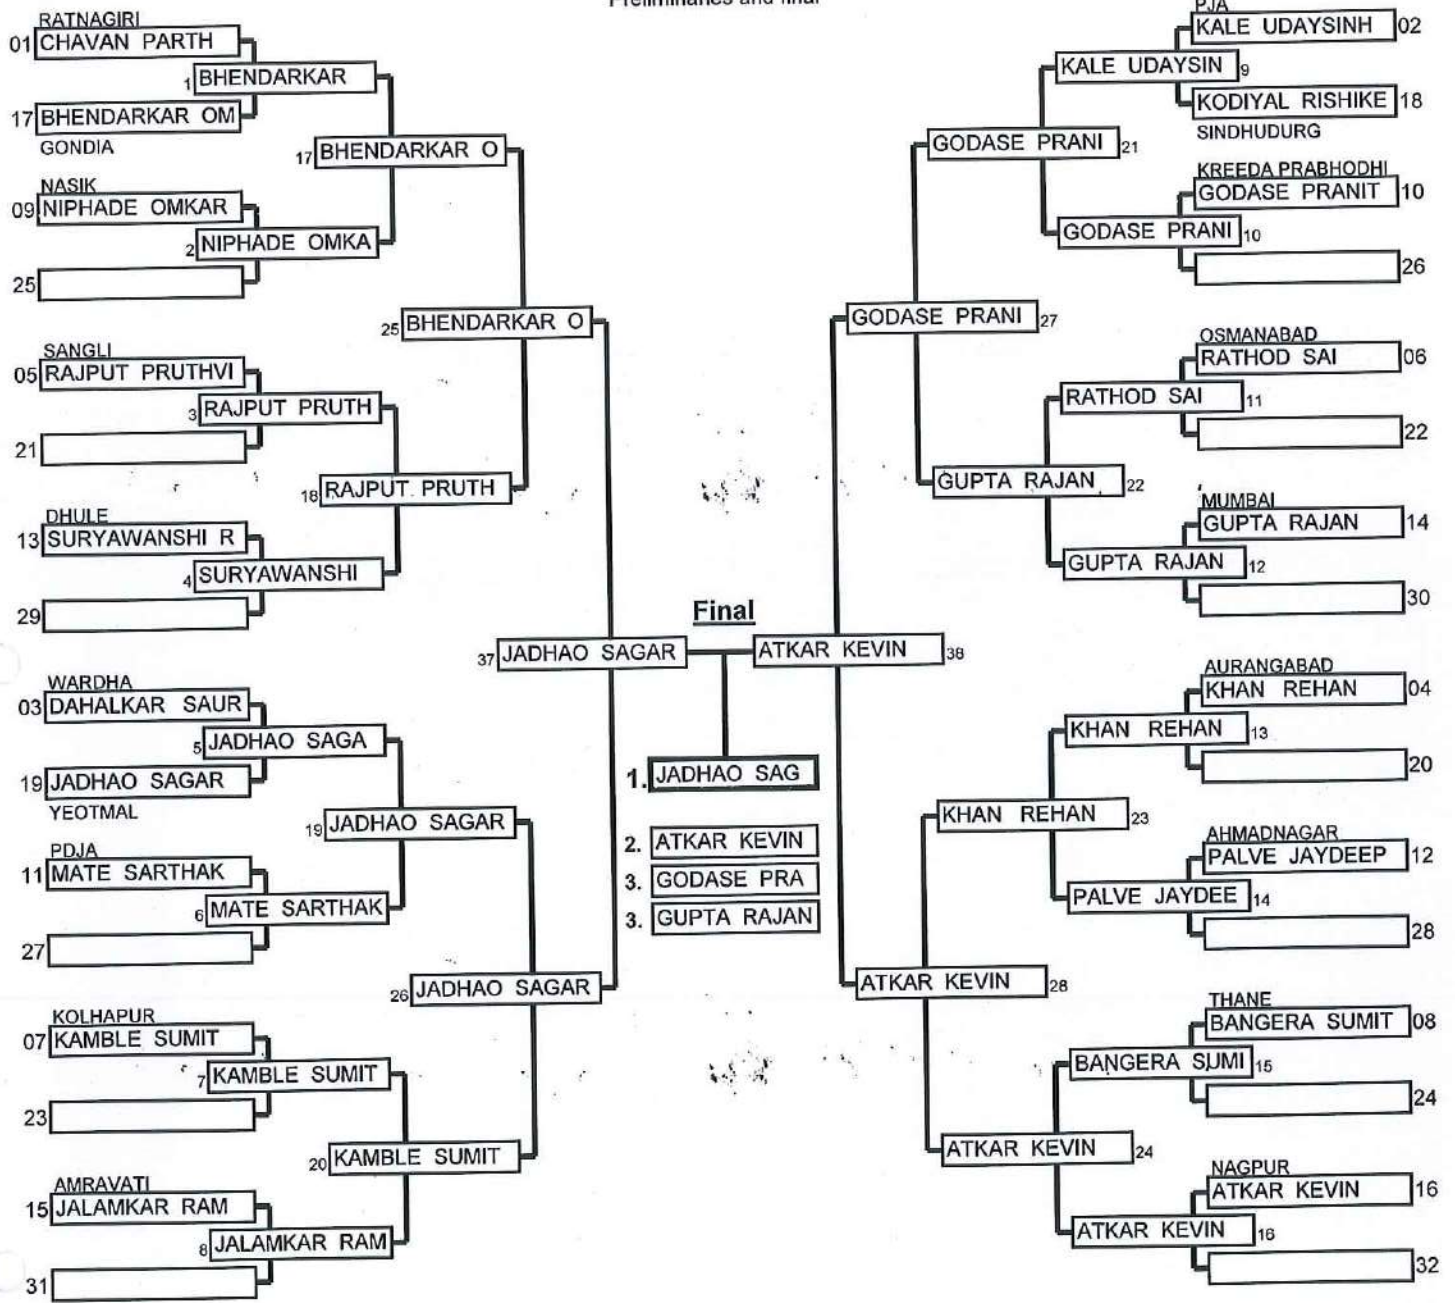 Preliminaries and final
RATNAGIRI
01 CHAVAN PARTH
1 BHENDARKAR
17 BHENDARKAR OM
GONDIA
17 BHENDARKAR O
NASIK
09 NIPHADE OMKAR
2 NIPHADE OMKA
25
25 BHENDARKAR O
SANGLI
05 RAJPUT PRUTHVI
3 RAJPUT PRUTH
21
18 RAJPUT PRUTH
DHULE
13 SURYAWANSHI R
4 SURYAWANSHI
29
37 JADHAO SAGAR
WARDHA
03 DAHALKAR SAUR
5 JADHAO SAGA
19 JADHAO SAGAR
YEOTMAL
19 JADHAO SAGAR
PDJA
11 MATE SARTHAK
6 MATE SARTHAK
27
26 JADHAO SAGAR
KOLHAPUR
07 KAMBLE SUMIT
7 KAMBLE SUMIT
23
20 KAMBLE SUMIT
AMRAVATI
15 JALAMKAR RAM
8 JALAMKAR RAM
31
Final
1. JADHAO SAG
2. ATKAR KEVIN
3. GODASE PRA
3. GUPTA RAJAN
PJA
KALE UDAYSINH 02
KALE UDAYSIN 9
KODIYAL RISHIKE 18
SINDHUDURG
GODASE PRANI 21
KREEDA PRABHODHI
GODASE PRANIT 10
GODASE PRANI 10
26
GODASE PRANI 27
OSMANABAD
RATHOD SAI 06
RATHOD SAI 11
22
GUPTA RAJAN 22
MUMBAI
GUPTA RAJAN 14
GUPTA RAJAN 12
30
ATKAR KEVIN 38
AURANGABAD
KHAN REHAN 04
KHAN REHAN 13
20
KHAN REHAN 23
AHMADNAGAR
PALVE JAYDEEP 12
PALVE JAYDEE 14
28
ATKAR KEVIN 28
THANE
BANGERA SUMIT 08
BANGERA SUMI 15
24
ATKAR KEVIN 24
NAGPUR
ATKAR KEVIN 16
ATKAR KEVIN 16
32